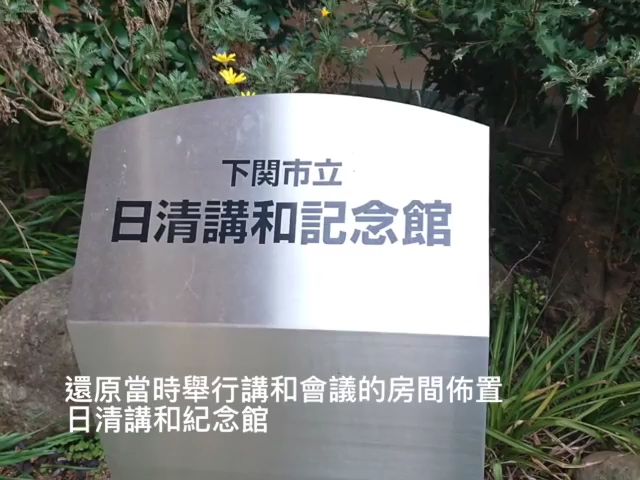 下関市立
日清講和記念館
還原當時舉行講和會議的房間佈置
日清講和紀念館